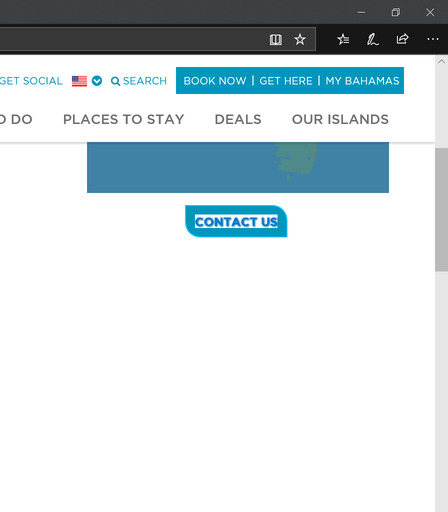 GET SOCIAL SEARCH BOOK NOW | GET HERE | MY BAHAMAS
O DO PLACES TO STAY DEALS OUR ISLANDS
CONTACT US